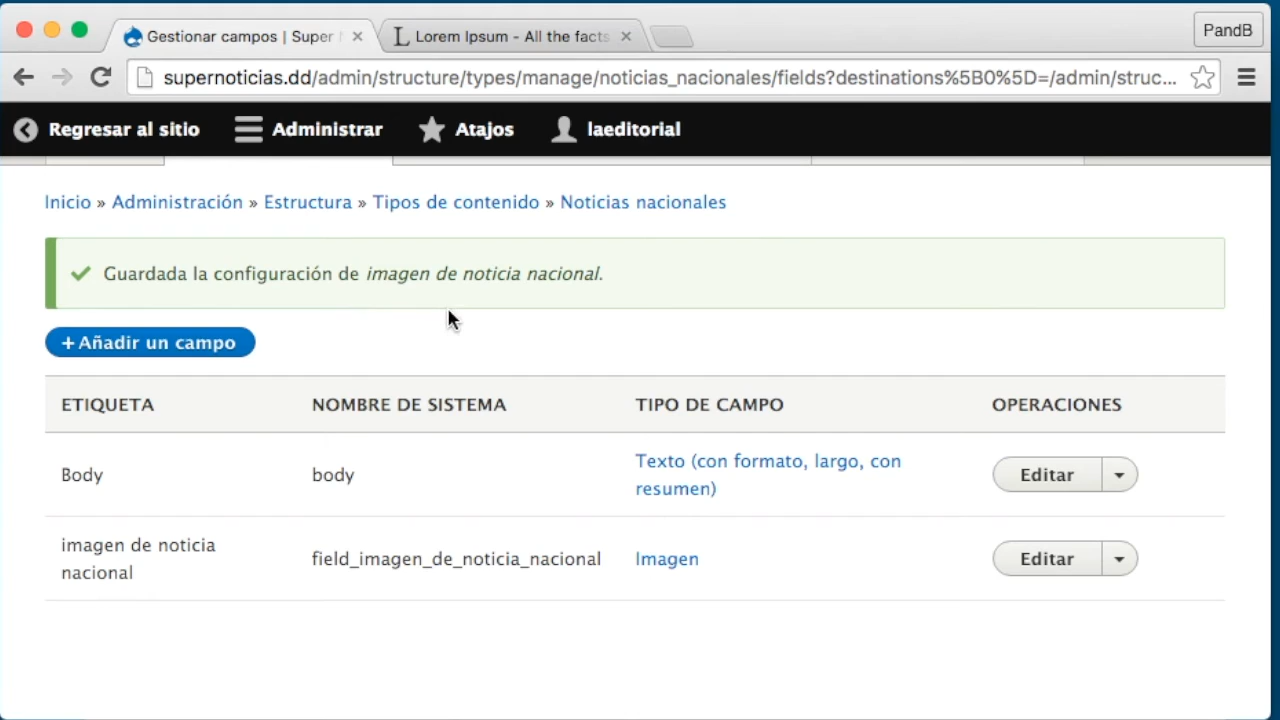 Gestionar campos | Super
Lorem Ipsum - All the facts
PandB
supernoticias.dd/admin/structure/types/manage/noticias_nacionales/fields?destinations%5B0%5D=/admin/struc...
Regresar al sitio
Administrar
Atajos
laeditorial
Inicio » Administración » Estructura » Tipos de contenido » Noticias nacionales
Guardada la configuración de imagen de noticia nacional.
+ Añadir un campo
ETIQUETA NOMBRE DE SISTEMA TIPO DE CAMPO OPERACIONES
Body body Texto (con formato, largo, con
resumen) Editar
imagen de noticia
nacional field_imagen_de_noticia_nacional Imagen Editar